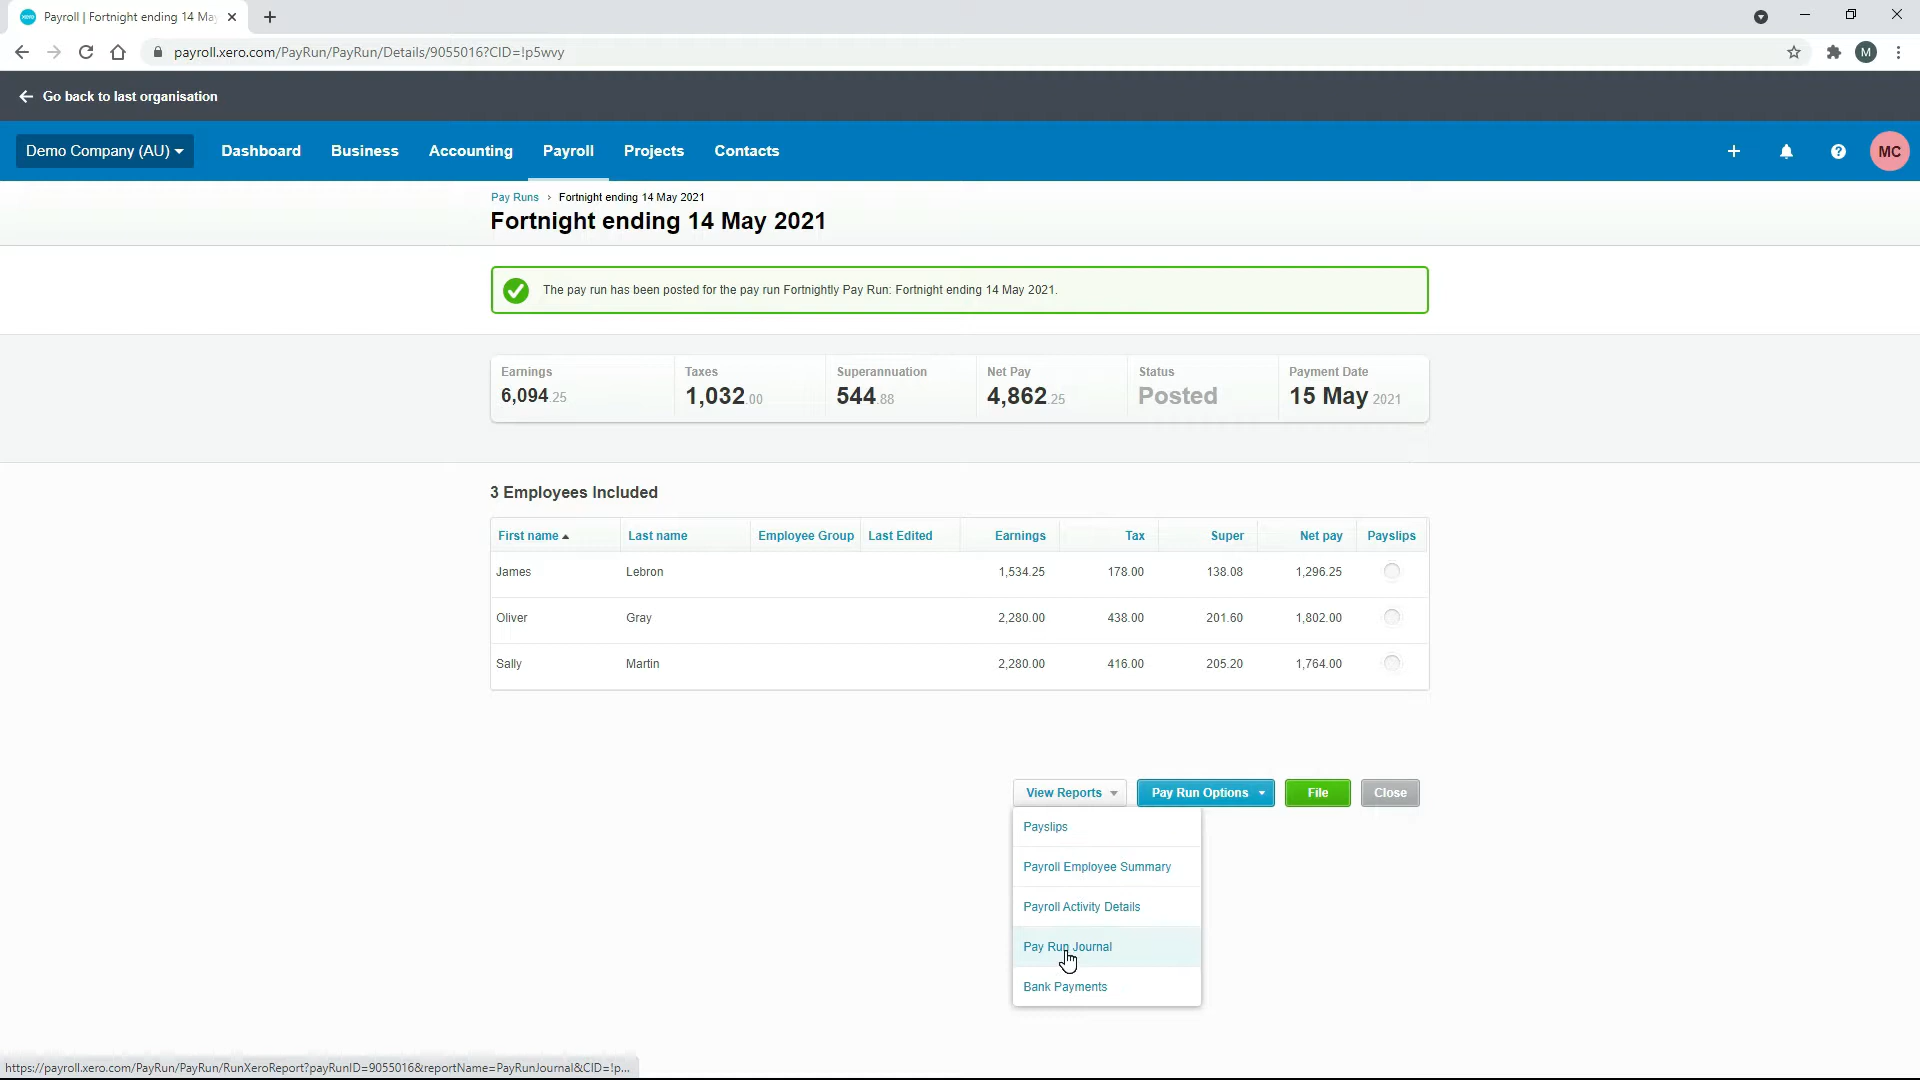 xero Payroll | Fortnight ending 14 Ma
payroll.xero.com/PayRun/PayRun/Details/9055016?CID=!p5wvy
M
Go back to last organisation
Demo Company (AU) Dashboard Business Accounting Payroll Projects Contacts
MC
Pay Runs › Fortnight ending 14 May 2021
Fortnight ending 14 May 2021
The pay run has been posted for the pay run Fortnightly Pay Run: Fortnight ending 14 May 2021.
Earnings Taxes Superannuation Net Pay Status Payment Date
6,094.25 1,032.00 544.88 4,862.25 Posted 15 May 2021
3 Employees Included
First name Last name Employee Group Last Edited Earnings Tax Super Net pay Payslips
James Lebron 1,534.25 178.00 138.08 1,296.25
Oliver Gray 2,280.00 438.00 201.60 1,802.00
Sally Martin 2,280.00 416.00 205.20 1,764.00
View Reports Pay Run Options File Close
Payslips
Payroll Employee Summary
Payroll Activity Details
Pay Run Journal
Bank Payments
https://payroll.xero.com/PayRun/PayRun/RunXeroReport?payRunID=9055016&reportName=PayRunJournal&CID=!p...